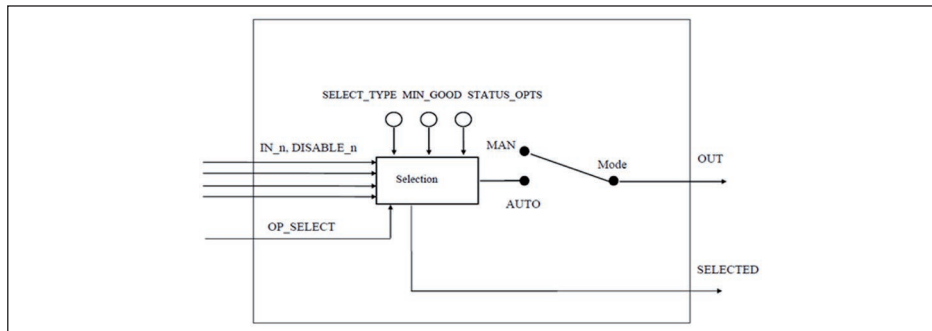 SELECT_TYPE MIN_GOOD STATUS_OPTS
IN_n, DISABLE_n
MAN
Mode
OUT
Selection
AUTO
OP_SELECT
SELECTED